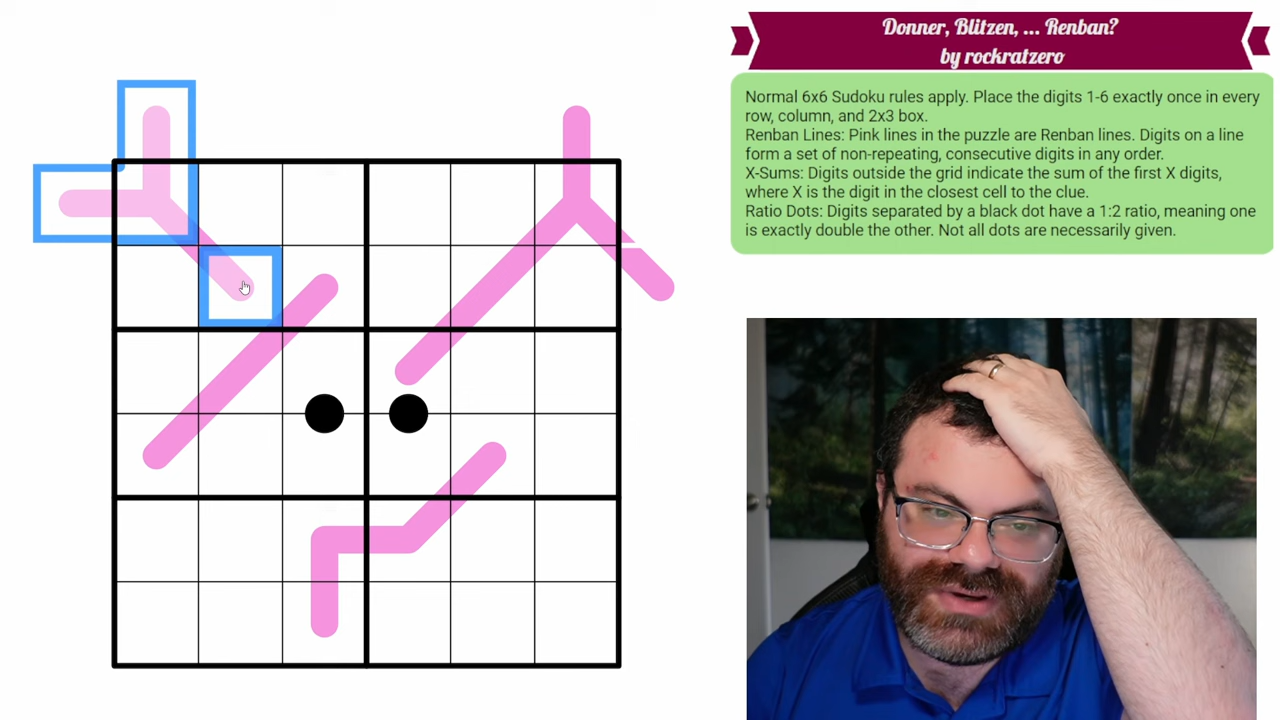 Donner, Blitzen, ... Renban?
by rockratzero
Normal 6x6 Sudoku rules apply. Place the digits 1-6 exactly once in every
row, column, and 2x3 box.
Renban Lines: Pink lines in the puzzle are Renban lines. Digits on a line
form a set of non-repeating, consecutive digits in any order.
X-Sums: Digits outside the grid indicate the sum of the first X digits,
where X is the digit in the closest cell to the clue.
Ratio Dots: Digits separated by a black dot have a 1:2 ratio, meaning one
is exactly double the other. Not all dots are necessarily given.